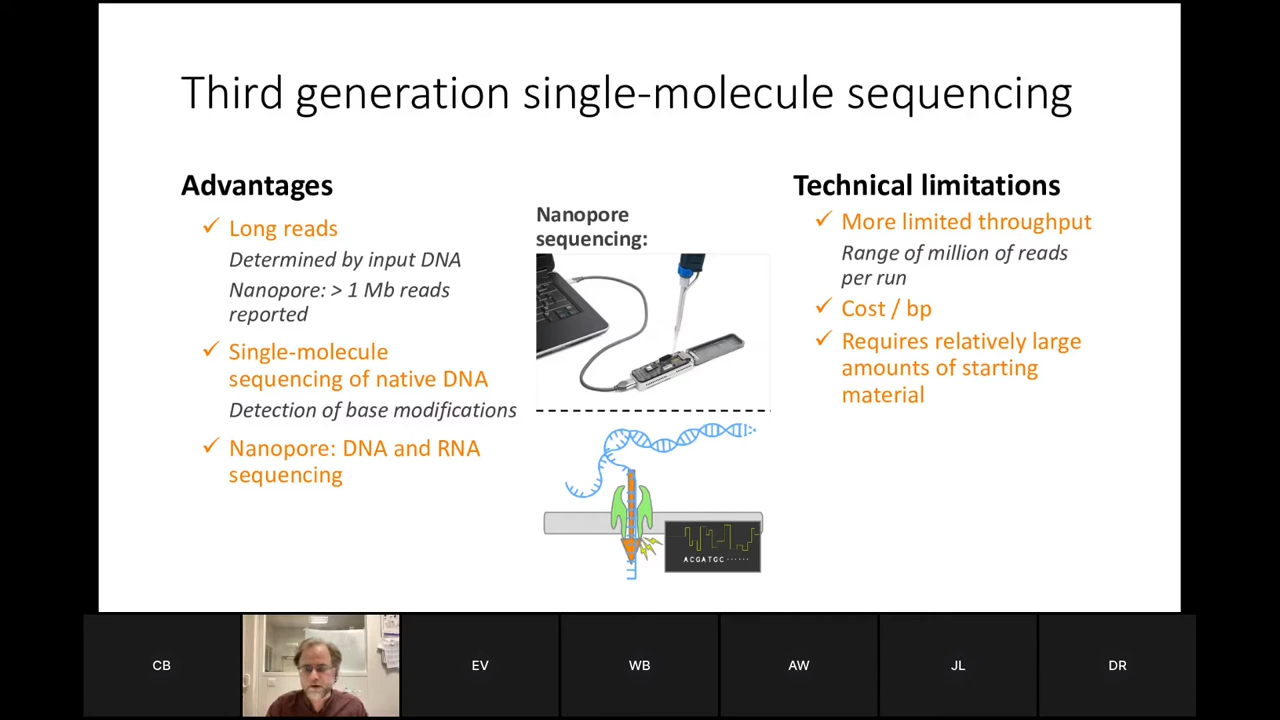 Third generation single-molecule sequencing
Advantages
✓ Long reads
Determined by input DNA
Nanopore: > 1 Mb reads
reported
✓ Single-molecule
sequencing of native DNA
Detection of base modifications
✓ Nanopore: DNA and RNA
sequencing
Nanopore
sequencing:
ACGATGC······
Technical limitations
✓ More limited throughput
Range of million of reads
per run
✓ Cost / bp
✓ Requires relatively large
amounts of starting
material
CB
EV
WB
AW
JL
DR